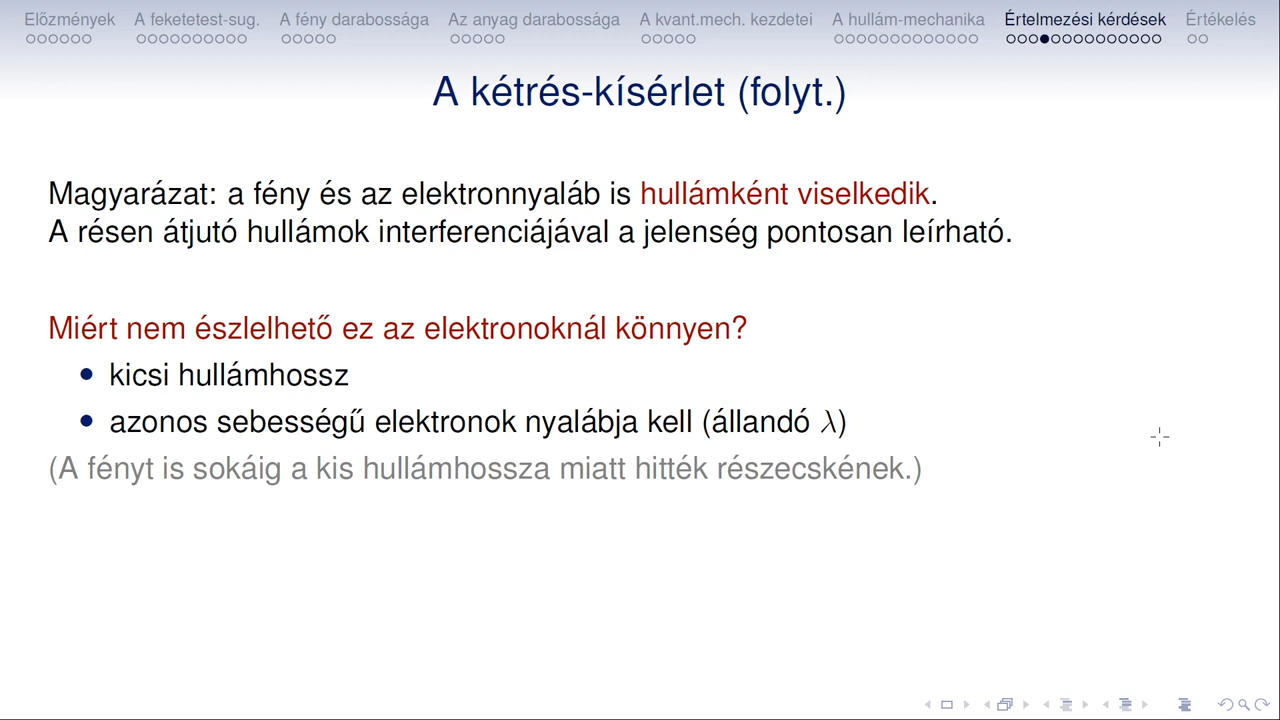 Előzmények A feketetest-sug. A fény darabossága Az anyag darabossága A kvant.mech. kezdetei A hullám-mechanika Értelmezési kérdések Értékelés
A kétrés-kísérlet (folyt.)
Magyarázat: a fény és az elektronnyaláb is hullámként viselkedik.
A résen átjutó hullámok interferenciájával a jelenség pontosan leírható.
Miért nem észlelhető ez az elektronoknál könnyen?
• kicsi hullámhossz
• azonos sebességű elektronok nyalábja kell (állandó λ)
(A fényt is sokáig a kis hullámhossza miatt hitték részecskének.)